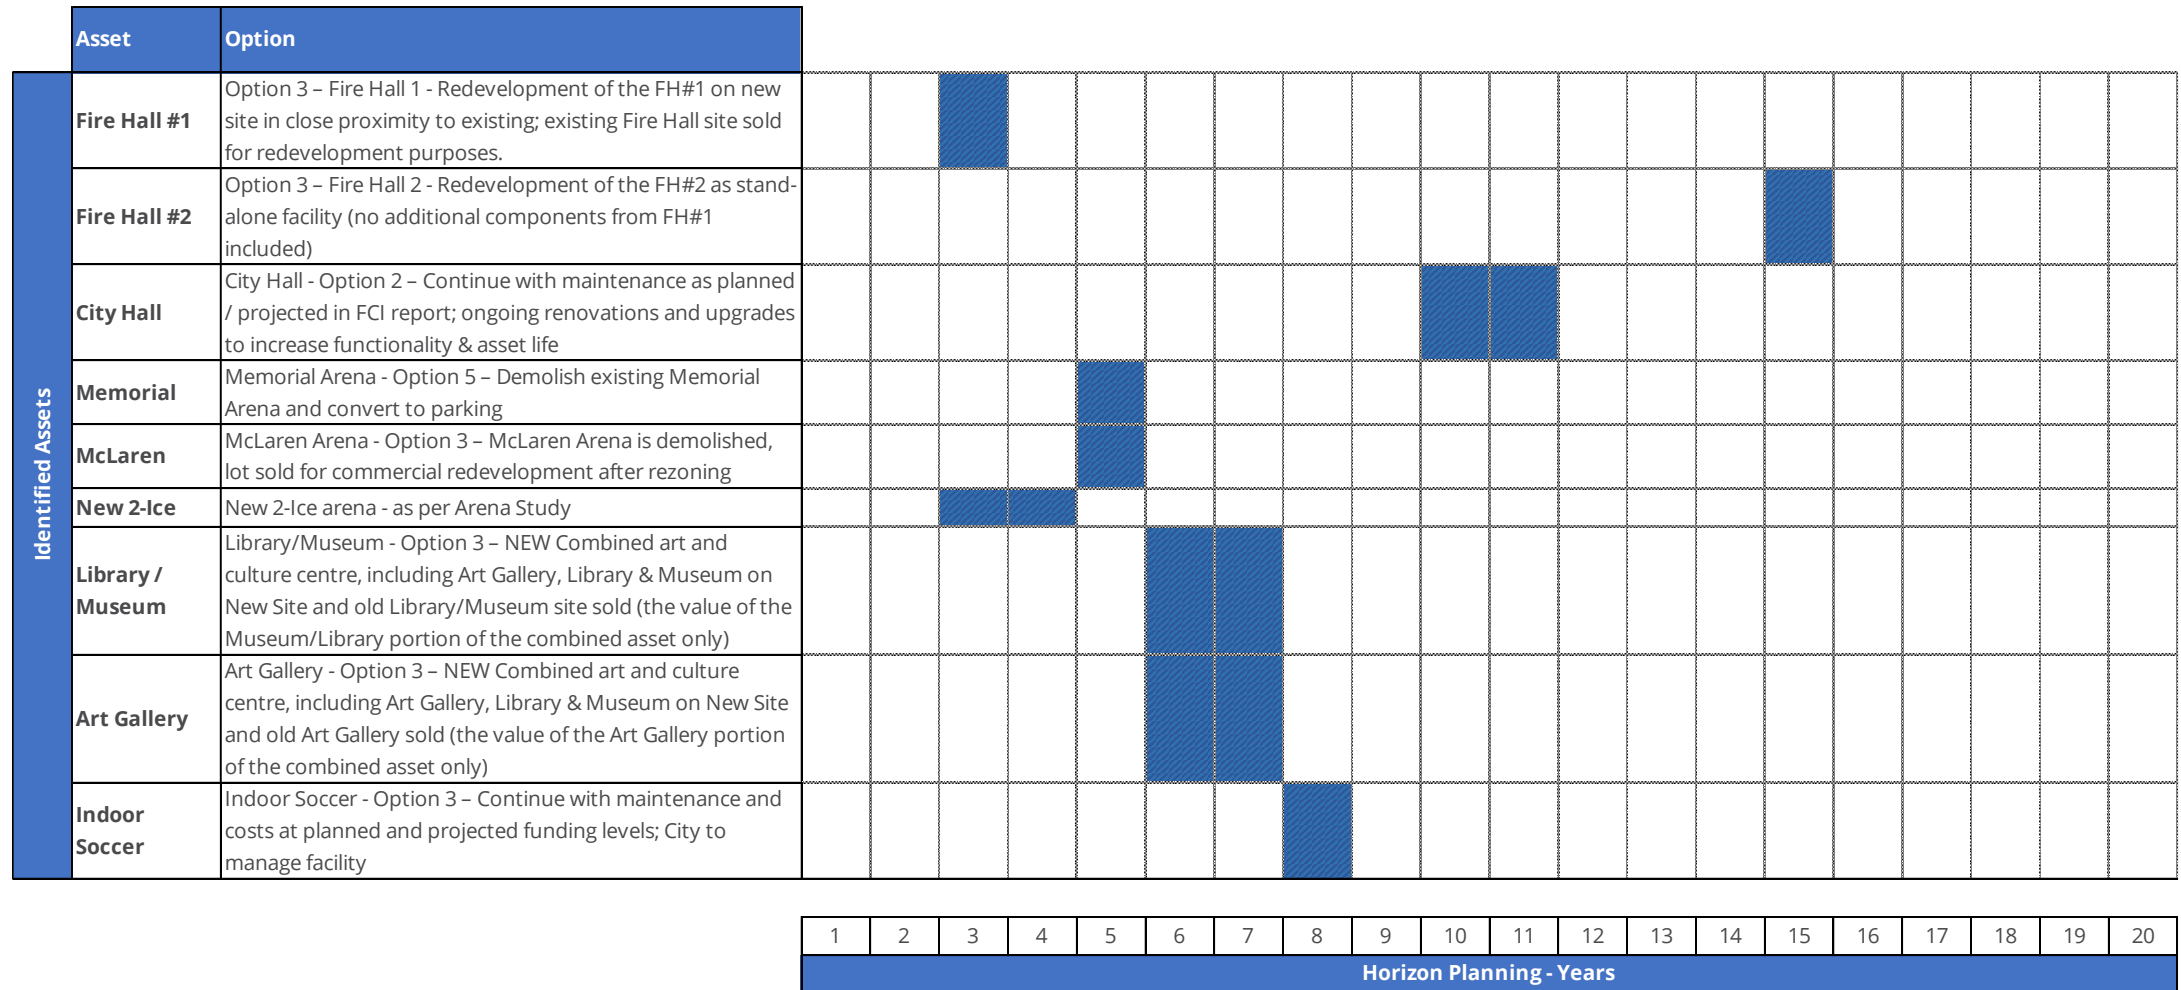 Asset Option
Identified Assets
Fire Hall #1
Option 3 – Fire Hall 1 - Redevelopment of the FH#1 on new
site in close proximity to existing; existing Fire Hall site sold
for redevelopment purposes.
Fire Hall #2
Option 3 – Fire Hall 2 - Redevelopment of the FH#2 as stand-
alone facility (no additional components from FH#1
included)
City Hall
City Hall - Option 2 – Continue with maintenance as planned
/ projected in FCI report; ongoing renovations and upgrades
to increase functionality & asset life
Memorial
Memorial Arena - Option 5 – Demolish existing Memorial
Arena and convert to parking
McLaren
McLaren Arena - Option 3 – McLaren Arena is demolished,
lot sold for commercial redevelopment after rezoning
New 2-Ice
New 2-Ice arena - as per Arena Study
Library /
Museum
Library/Museum - Option 3 – NEW Combined art and
culture centre, including Art Gallery, Library & Museum on
New Site and old Library/Museum site sold (the value of the
Museum/Library portion of the combined asset only)
Art Gallery
Art Gallery - Option 3 – NEW Combined art and culture
centre, including Art Gallery, Library & Museum on New Site
and old Art Gallery sold (the value of the Art Gallery portion
of the combined asset only)
Indoor
Soccer
Indoor Soccer - Option 3 – Continue with maintenance and
costs at planned and projected funding levels; City to
manage facility
1 2 3 4 5 6 7 8 9 10 11 12 13 14 15 16 17 18 19 20
Horizon Planning - Years